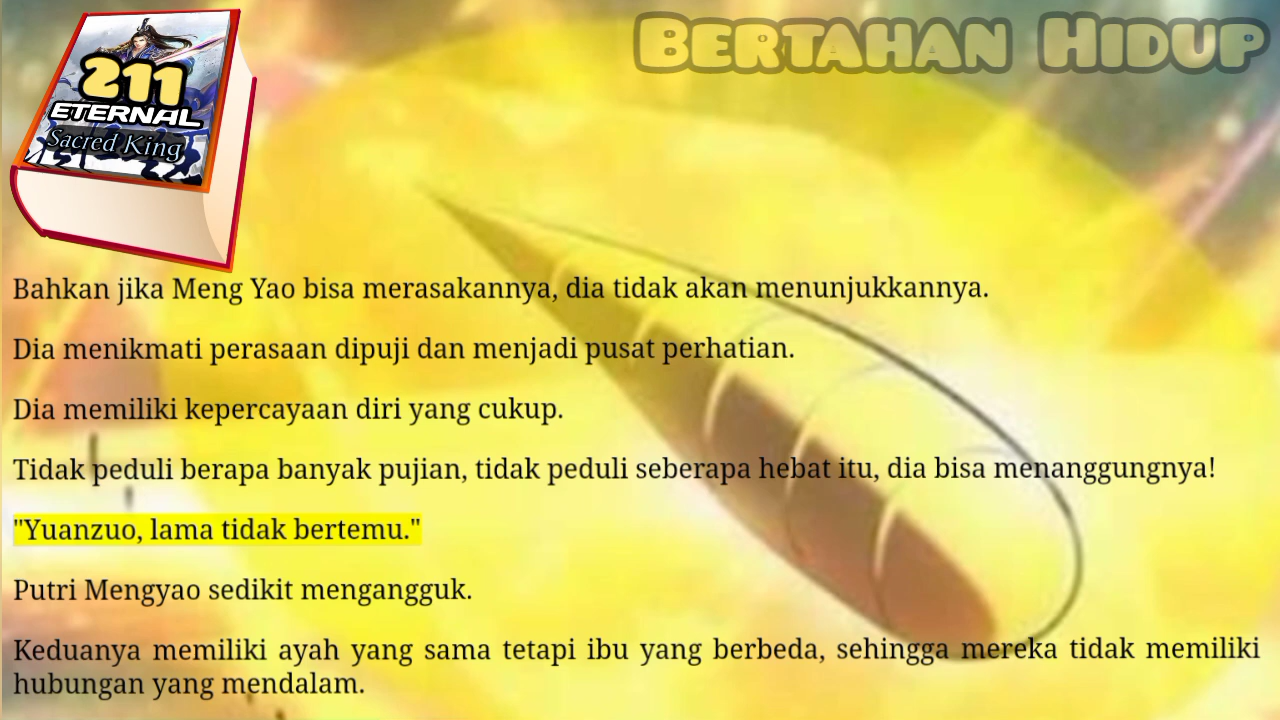 BERTAHAN HIDUP
211
ETERNAL
Sacred King
Bahkan jika Meng Yao bisa merasakannya, dia tidak akan menunjukkannya.
Dia menikmati perasaan dipuji dan menjadi pusat perhatian.
Dia memiliki kepercayaan diri yang cukup.
Tidak peduli berapa banyak pujian, tidak peduli seberapa hebat itu, dia bisa menanggungnya!
"Yuanzuo, lama tidak bertemu."
Putri Mengyao sedikit mengangguk.
Keduanya memiliki ayah yang sama tetapi ibu yang berbeda, sehingga mereka tidak memiliki
hubungan yang mendalam.